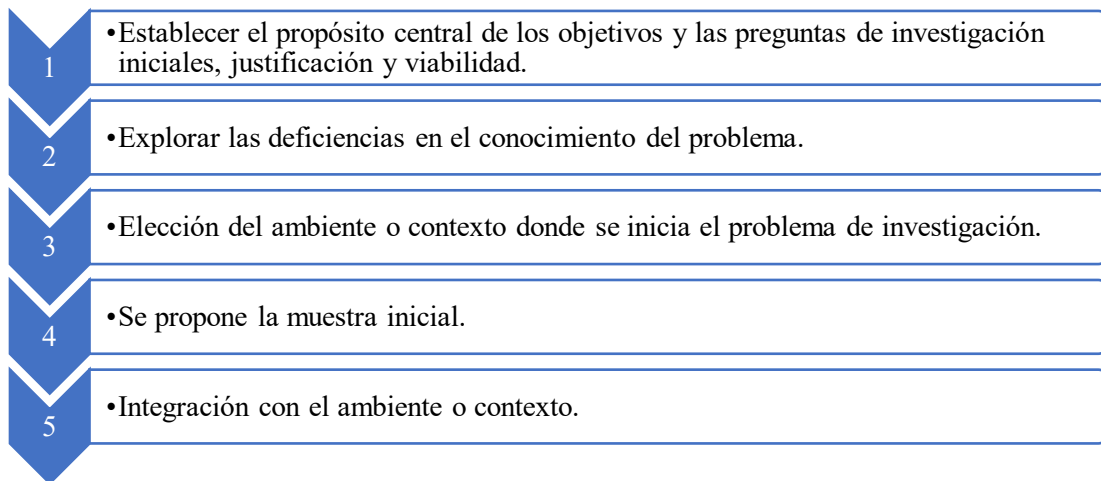 1
•Establecer el propósito central de los objetivos y las preguntas de investigación
iniciales, justificación y viabilidad.
2
•Explorar las deficiencias en el conocimiento del problema.
3
•Elección del ambiente o contexto donde se inicia el problema de investigación.
4
•Se propone la muestra inicial.
5
•Integración con el ambiente o contexto.